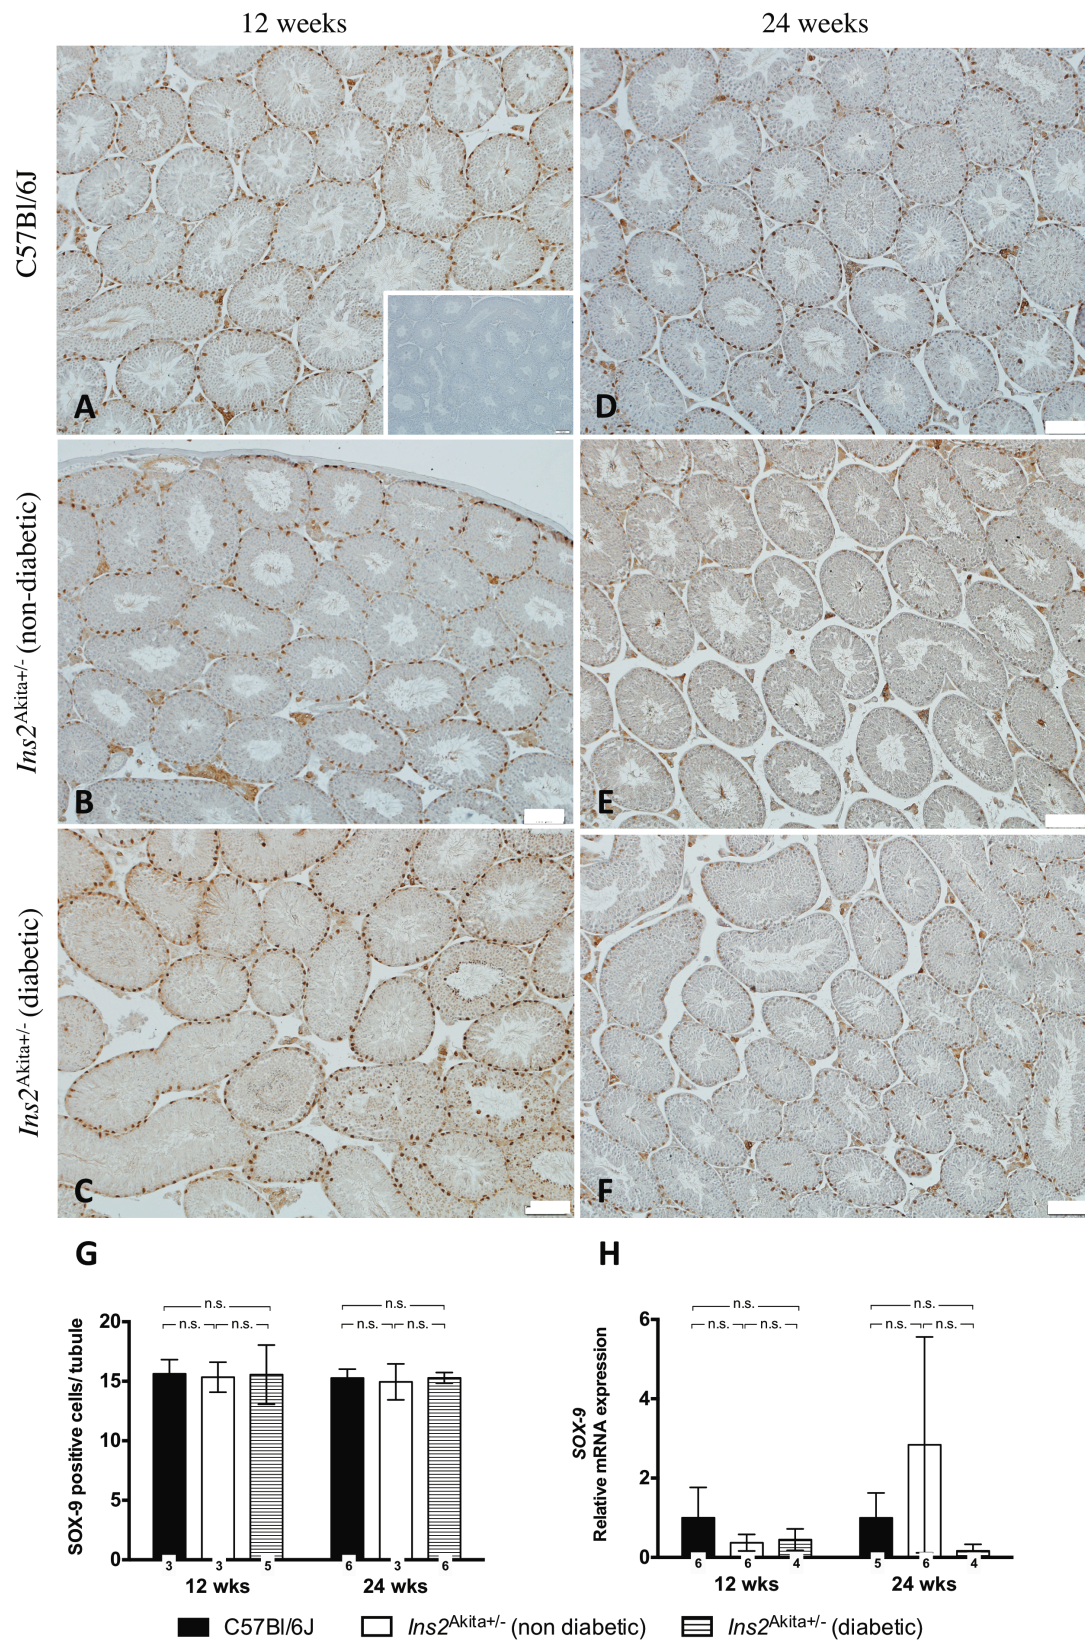 12 weeks
24 weeks
C57Bl/6J
A
D
Ins2Akita+/- (non-diabetic)
B
E
Ins2Akita+/- (diabetic)
C
F
G
H
n.s.
n.s. n.s.
n.s.
n.s. n.s.
SOX-9 positive cells/ tubule
20
15
10
5
0
3 3 5
6 3 6
12 wks
24 wks
n.s.
n.s. n.s.
n.s.
n.s. n.s.
SOX-9
Relative mRNA expression
6
4
2
0
6 6 4
5 6 4
12 wks
24 wks
C57Bl/6J
Ins2Akita+/- (non diabetic)
Ins2Akita+/- (diabetic)